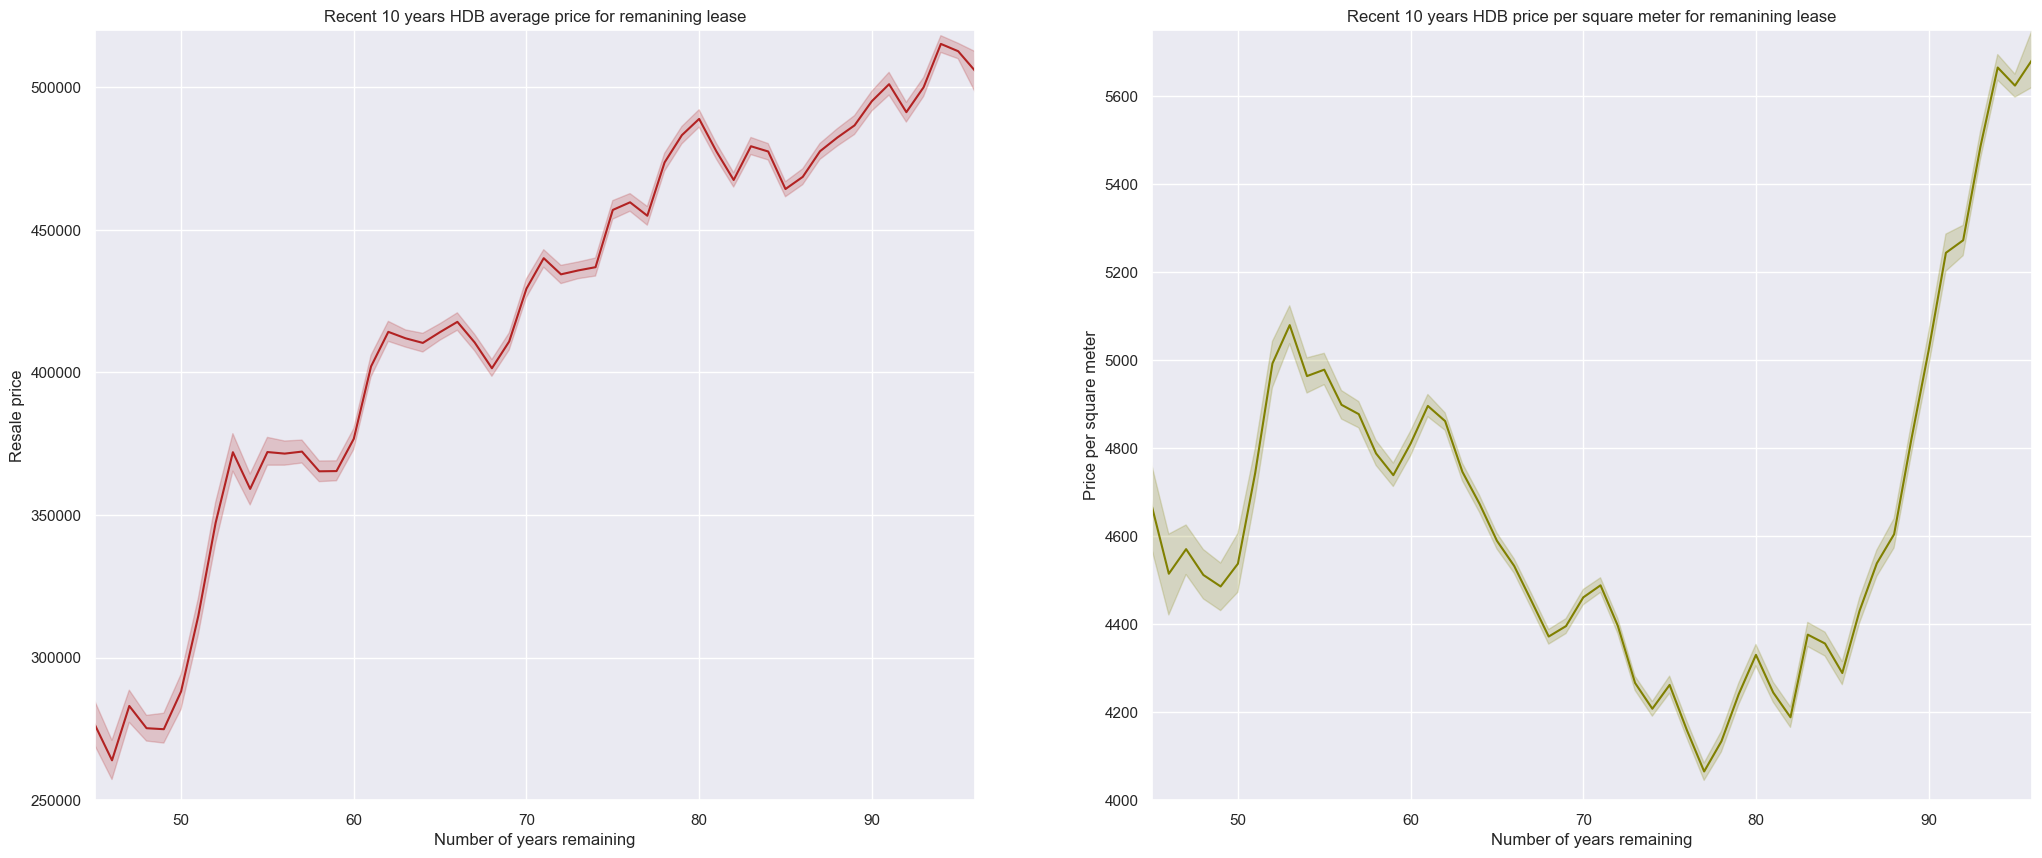 Recent 10 years HDB average price for remanining lease
500000
450000
400000
350000
300000
250000
Resale price
50 60 70 80 90
Number of years remaining
Recent 10 years HDB price per square meter for remanining lease
5600
5400
5200
5000
4800
4600
4400
4200
4000
Price per square meter
50 60 70 80 90
Number of years remaining